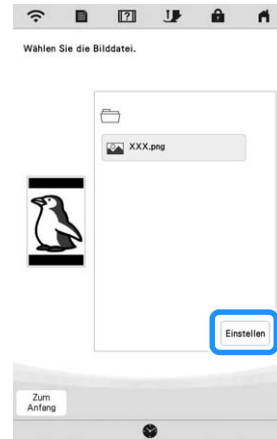 Wählen Sie die Bilddatei.
XXX.png
Einstellen
Zum
Anfang